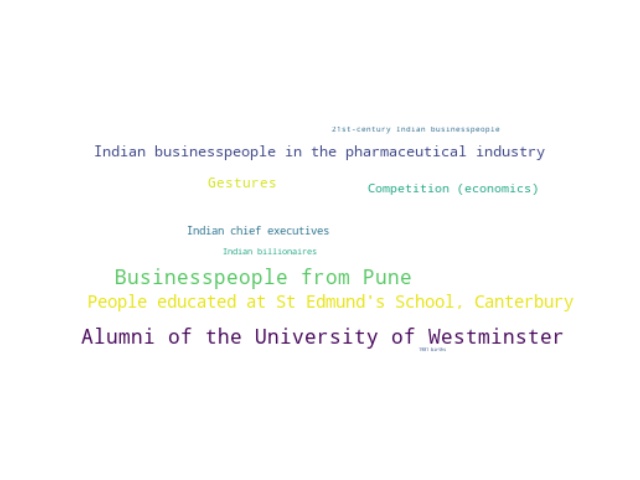 21st-century Indian businesspeople
Indian businesspeople in the pharmaceutical industry
Gestures
Competition (economics)
Indian chief executives
Indian billionaires
Businesspeople from Pune
People educated at St Edmund's School, Canterbury
Alumni of the University of Westminster
births